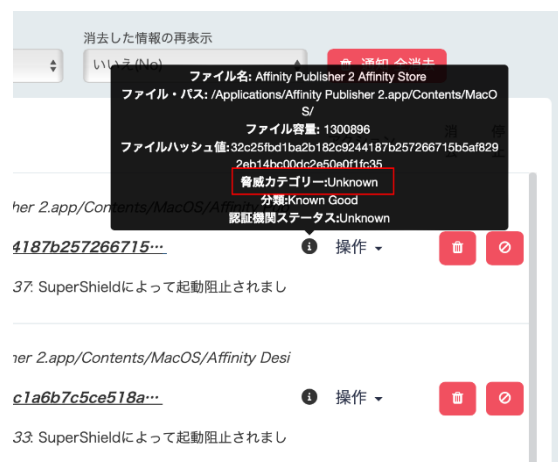 消去した情報の再表示
いいえ(No)
通知 全消去
ファイル名: Affinity Publisher 2 Affinity Store
ファイル・パス: /Applications/Affinity Publisher 2.app/Contents/MacO
S/
ファイル容量: 1300896
ファイルハッシュ値:32c25fbd1ba2b182c9244187b257266715b5af829
2eb14bc00dc2e50e0f1fc35
脅威カテゴリー:Unknown
分類:Known Good
認証機関ステータス:Unknown
her 2.app/Contents/MacOS/Affinity
4187b257266715…
操作
37: SuperShieldによって起動阻止されまし
ner 2.app/Contents/MacOS/Affinity Desi
c1a6b7c5ce518a…
操作
33: SuperShieldによって起動阻止されまし